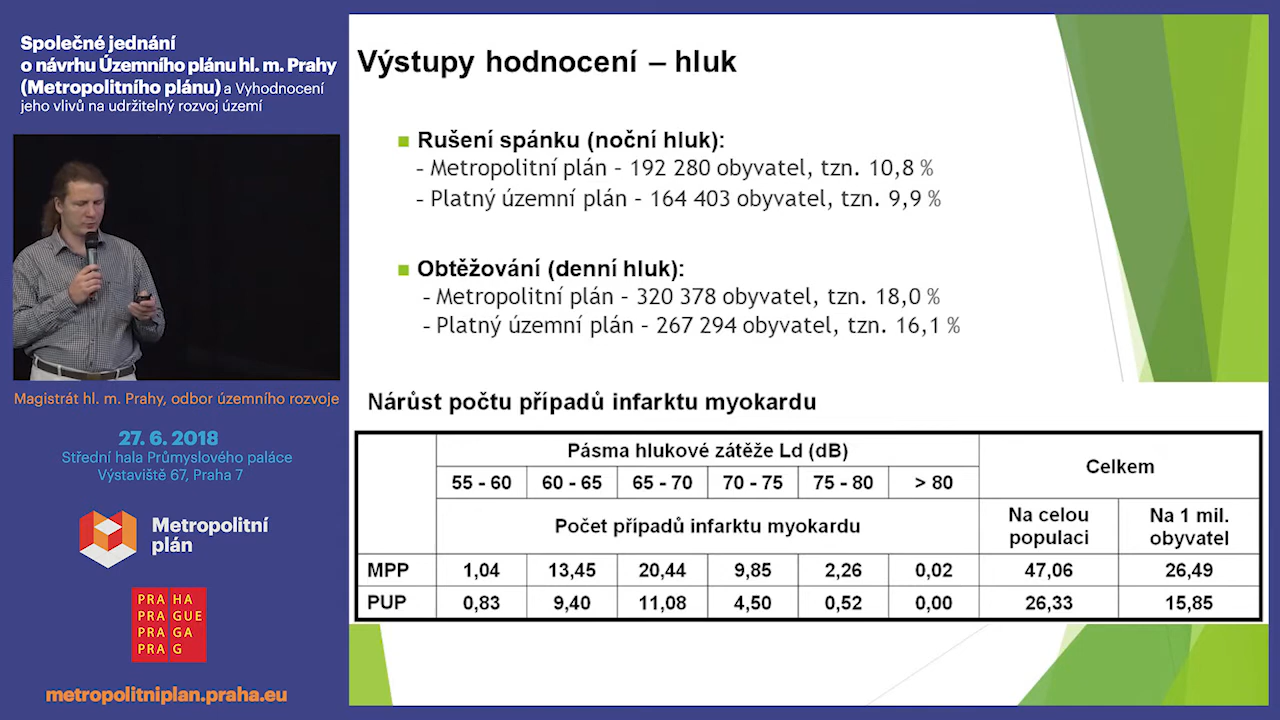 Společné jednání
o návrhu Územního plánu hl. m. Prahy
(Metropolitního plánu) a Vyhodnocení
jeho vlivů na udržitelný rozvoj území
Magistrát hl. m. Prahy, odbor územního rozvoje
27. 6. 2018
Střední hala Průmyslového paláce
Výstaviště 67, Praha 7
Metropolitní
plán
PRA HA
PRA GUE
PRA GA
PRA G
metropolitniplan.praha.eu
Výstupy hodnocení – hluk
Rušení spánku (noční hluk):
- Metropolitní plán – 192 280 obyvatel, tzn. 10,8 %
- Platný územní plán – 164 403 obyvatel, tzn. 9,9 %
Obtěžování (denní hluk):
- Metropolitní plán – 320 378 obyvatel, tzn. 18,0 %
- Platný územní plán – 267 294 obyvatel, tzn. 16,1 %
Nárůst počtu případů infarktu myokardu
Pásma hlukové zátěže Ld (dB)
Celkem
55 - 60 60 - 65 65 - 70 70 - 75 75 - 80 > 80
Počet případů infarktu myokardu
Na celou
populaci
Na 1 mil.
obyvatel
MPP 1,04 13,45 20,44 9,85 2,26 0,02 47,06 26,49
PUP 0,83 9,40 11,08 4,50 0,52 0,00 26,33 15,85